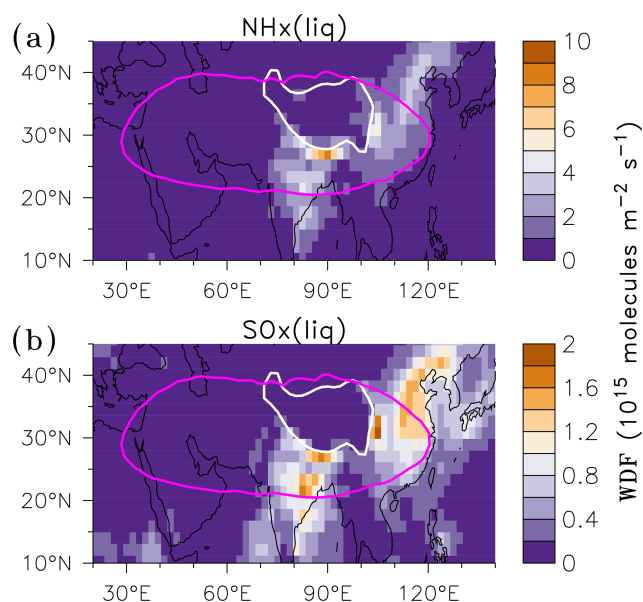 (a)
NHx(liq)
40°N
30°N
20°N
10°N
30°E 60°E 90°E 120°E
10
8
6
4
2
0
(b)
SOx(liq)
40°N
30°N
20°N
10°N
30°E 60°E 90°E 120°E
2
1.6
1.2
0.8
0.4
0
WDF (10¹⁵ molecules m⁻² s⁻¹)